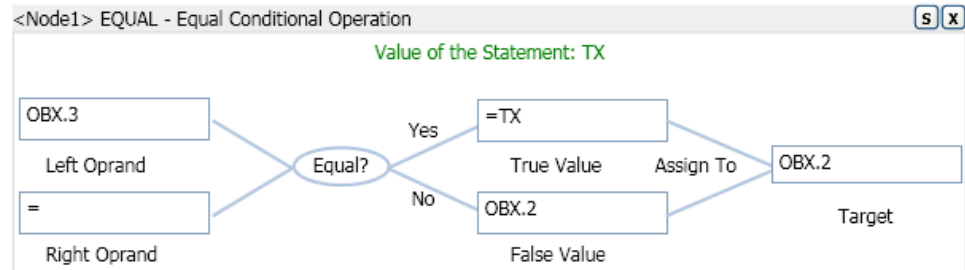 <Node1> EQUAL - Equal Conditional Operation S X
Value of the Statement: TX
OBX.3
Left Oprand
=
Right Oprand
Equal?
Yes
No
=TX
True Value
OBX.2
False Value
Assign To
OBX.2
Target